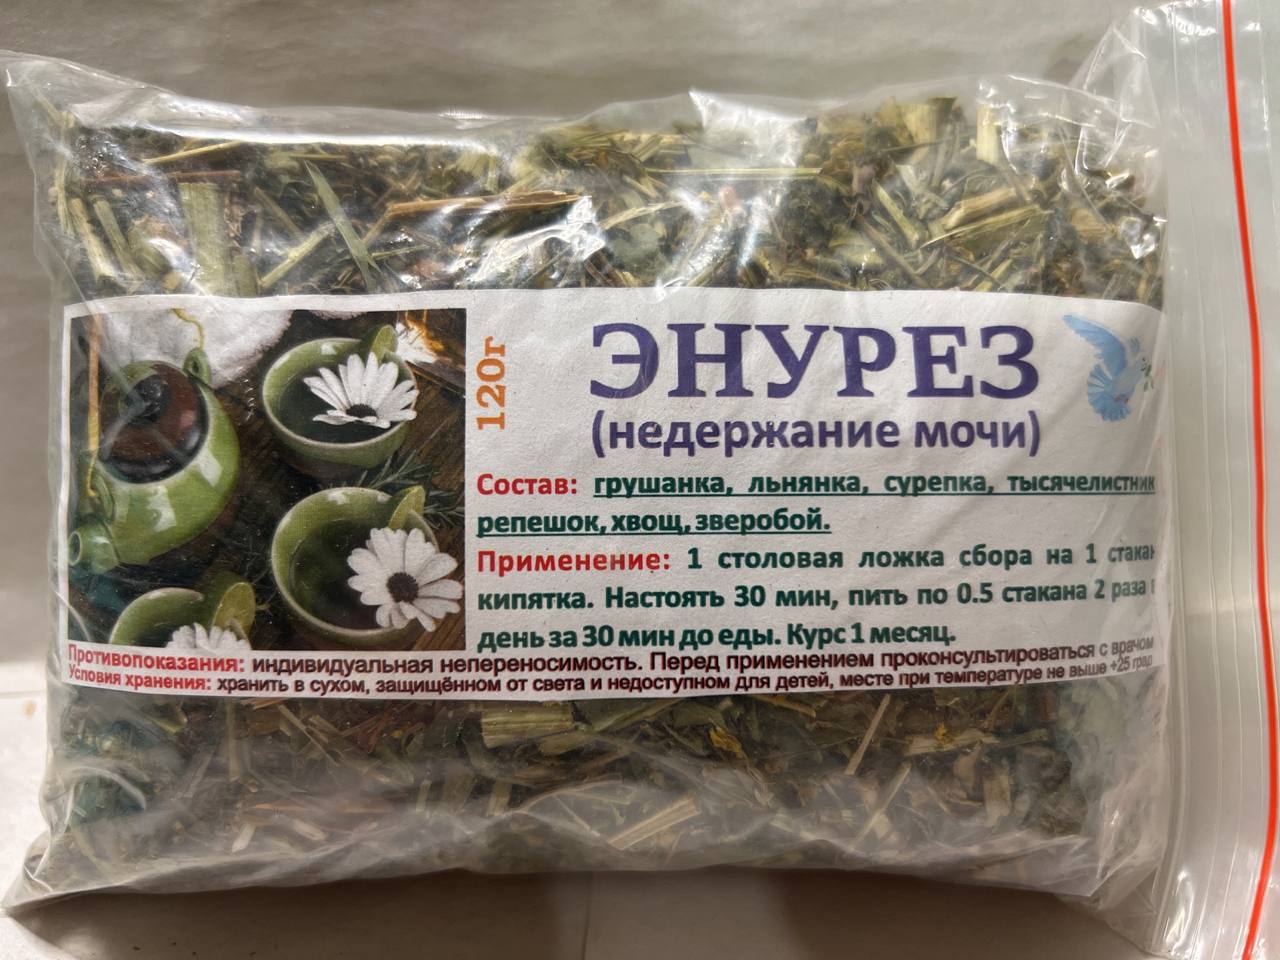 120г
ЭНУРЕЗ
(недержание мочи)
Состав: грушанка, льнянка, сурепка, тысячелистник
репешок, хвощ, зверобой.
Применение: 1 столовая ложка сбора на 1 стакан
кипятка. Настоять 30 мин, пить по 0.5 стакана 2 раза в
день за 30 мин до еды. Курс 1 месяц.
Противопоказания: индивидуальная непереносимость. Перед применением проконсультироваться с врачом
Условия хранения: хранить в сухом, защищённом от света и недоступном для детей, месте при температуре не выше +25 град